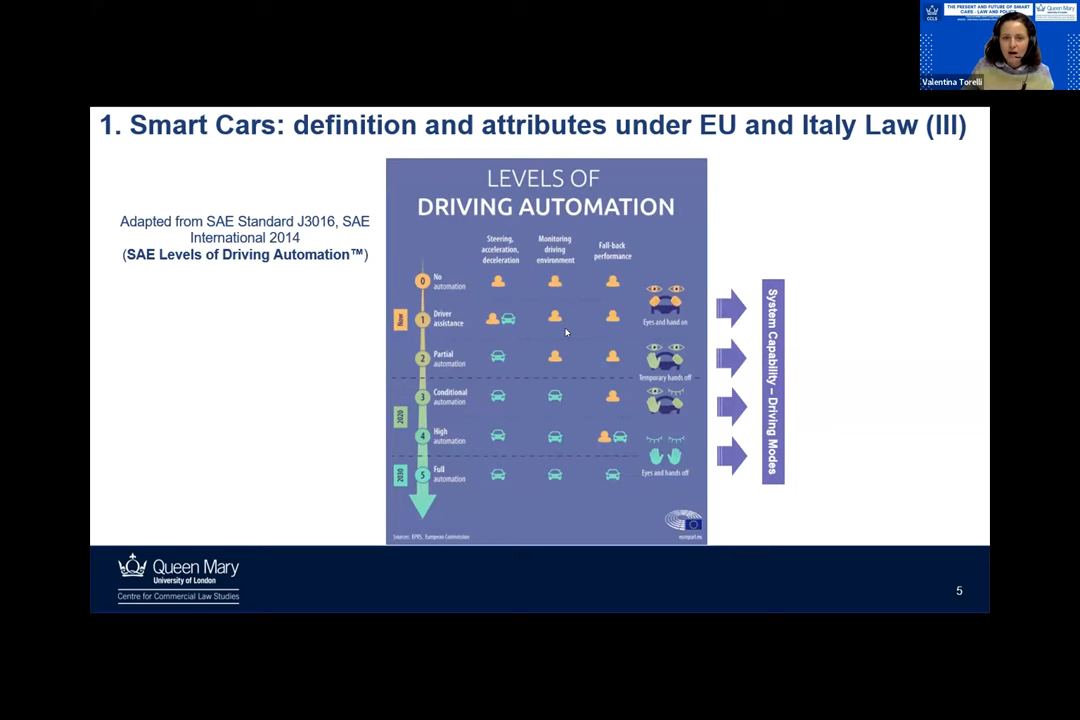 CCLS
THE PRESENT AND FUTURE OF SMART
CARS - LAW AND POLICY
Queen Mary
University of London
Valentina Torelli
1. Smart Cars: definition and attributes under EU and Italy Law (III)
Adapted from SAE Standard J3016, SAE
International 2014
(SAE Levels of Driving Automation™)
LEVELS OF
DRIVING AUTOMATION
Steering,
acceleration,
deceleration
Monitoring
driving
environment
Fall-back
performance
0
No
automation
Eyes and hand on
Now
1
Driver
assistance
2
Partial
automation
Temporary hands off
3
Conditional
automation
2020
4
High
automation
Eyes and hands off
2030
5
Full
automation
System Capability – Driving Modes
Sources: EPRS, European Commission
europarl.eu
Queen Mary
University of London
Centre for Commercial Law Studies
5